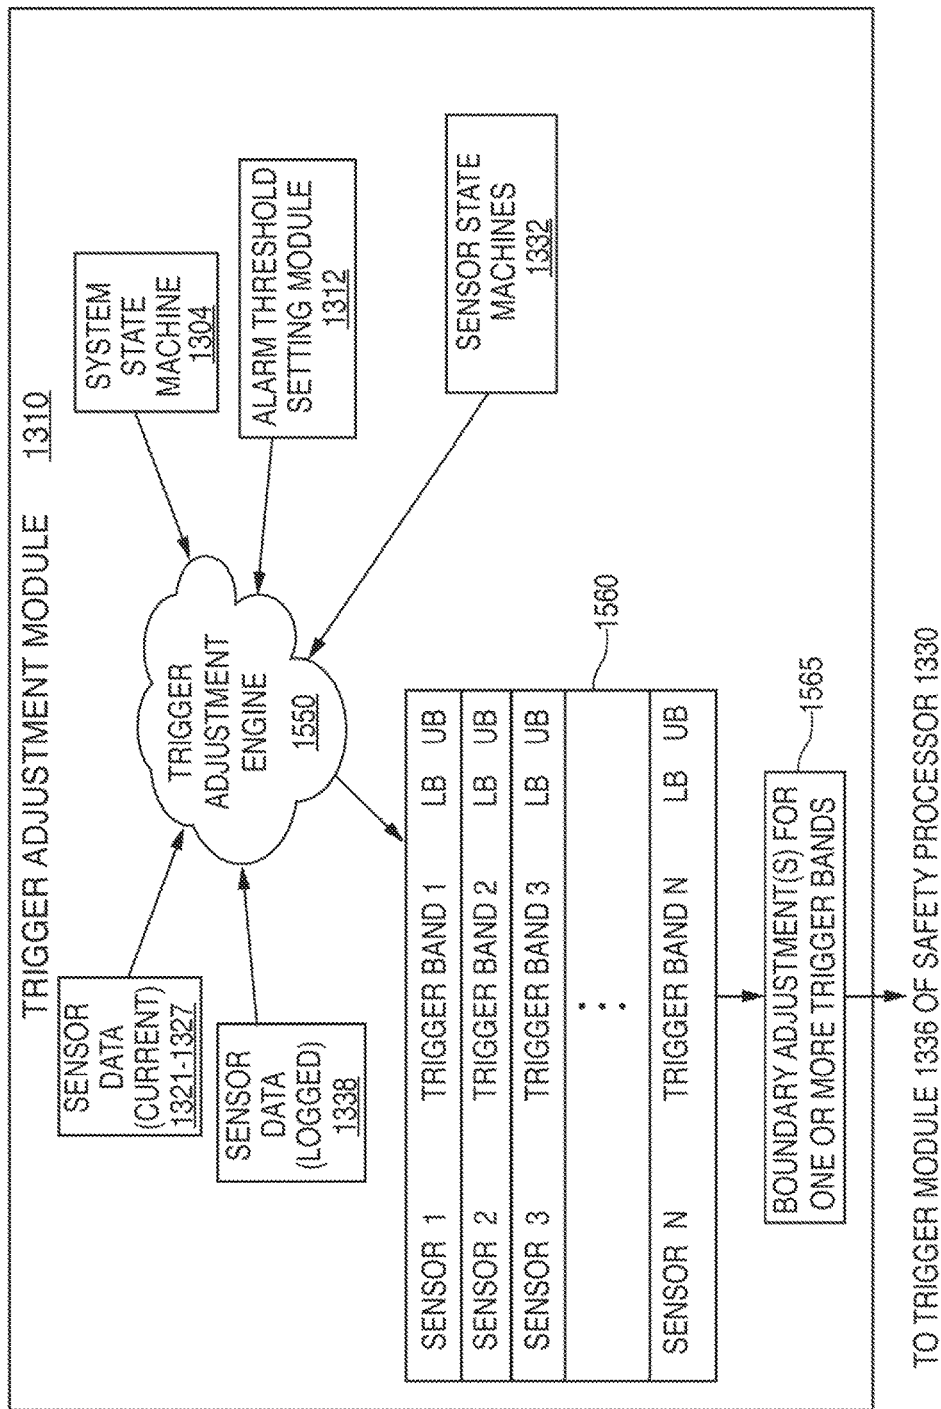 TRIGGER ADJUSTMENT MODULE 1310
SENSOR
DATA
(CURRENT)
1321-1327
SENSOR
DATA
(LOGGED)
1338
TRIGGER
ADJUSTMENT
ENGINE
1550
SYSTEM
STATE
MACHINE
1304
ALARM THRESHOLD
SETTING MODULE
1312
SENSOR STATE
MACHINES
1332
SENSOR 1 TRIGGER BAND 1 LB UB
SENSOR 2 TRIGGER BAND 2 LB UB
SENSOR 3 TRIGGER BAND 3 LB UB
• • •
SENSOR N TRIGGER BAND N LB UB
1560
BOUNDARY ADJUSTMENT(S) FOR
ONE OR MORE TRIGGER BANDS
1565
TO TRIGGER MODULE 1336 OF SAFETY PROCESSOR 1330